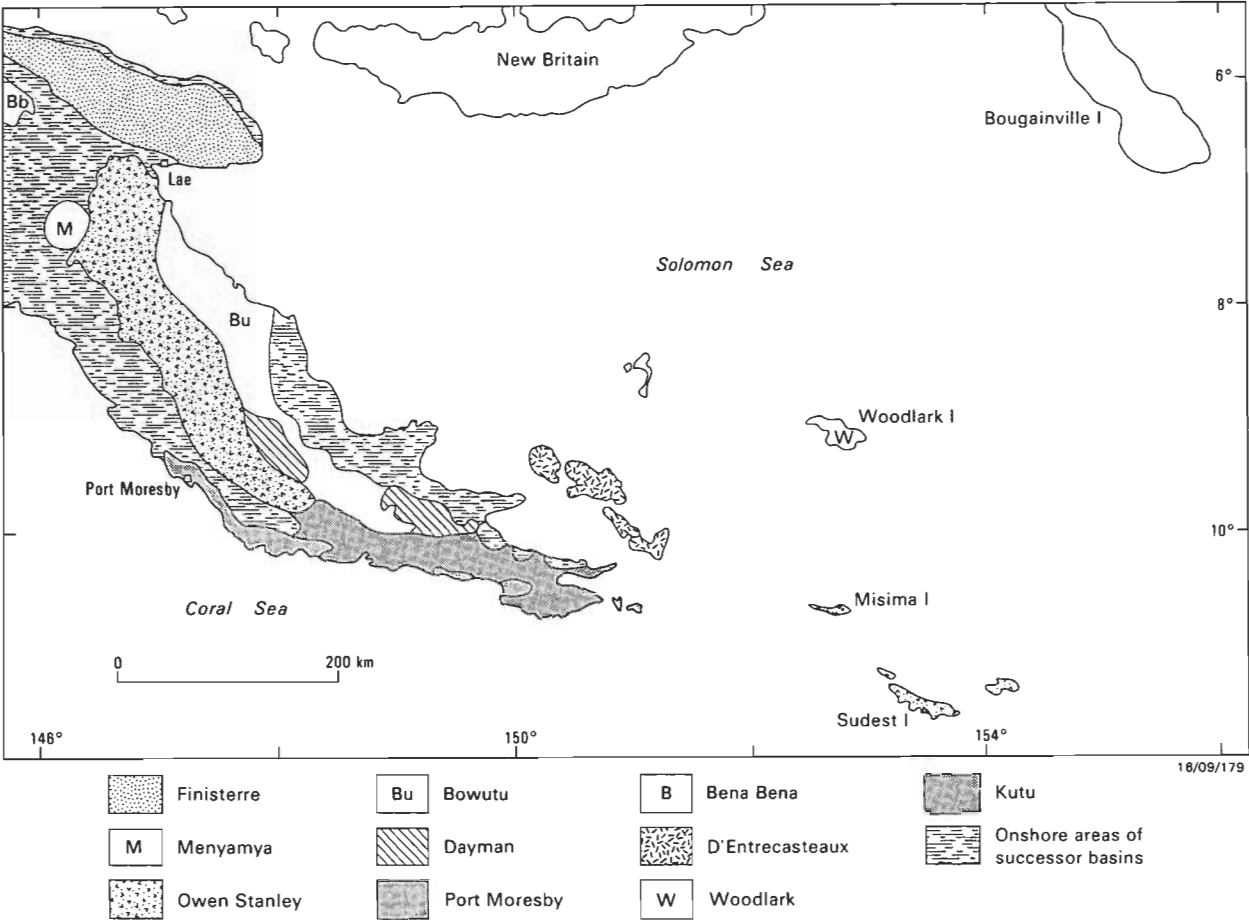 New Britain
6°
Bb
Bougainville I
Lae
M
Solomon Sea
8°
Bu
Woodlark I
W
Port Moresby
10°
Misima I
Coral Sea
0 200 km
Sudest I
146° 150° 154°
16/09/179
Finisterre
Bu Bowutu
B Bena Bena
Kutu
M Menyamya
Dayman
D'Entrecasteaux
Onshore areas of
successor basins
Owen Stanley
Port Moresby
W Woodlark